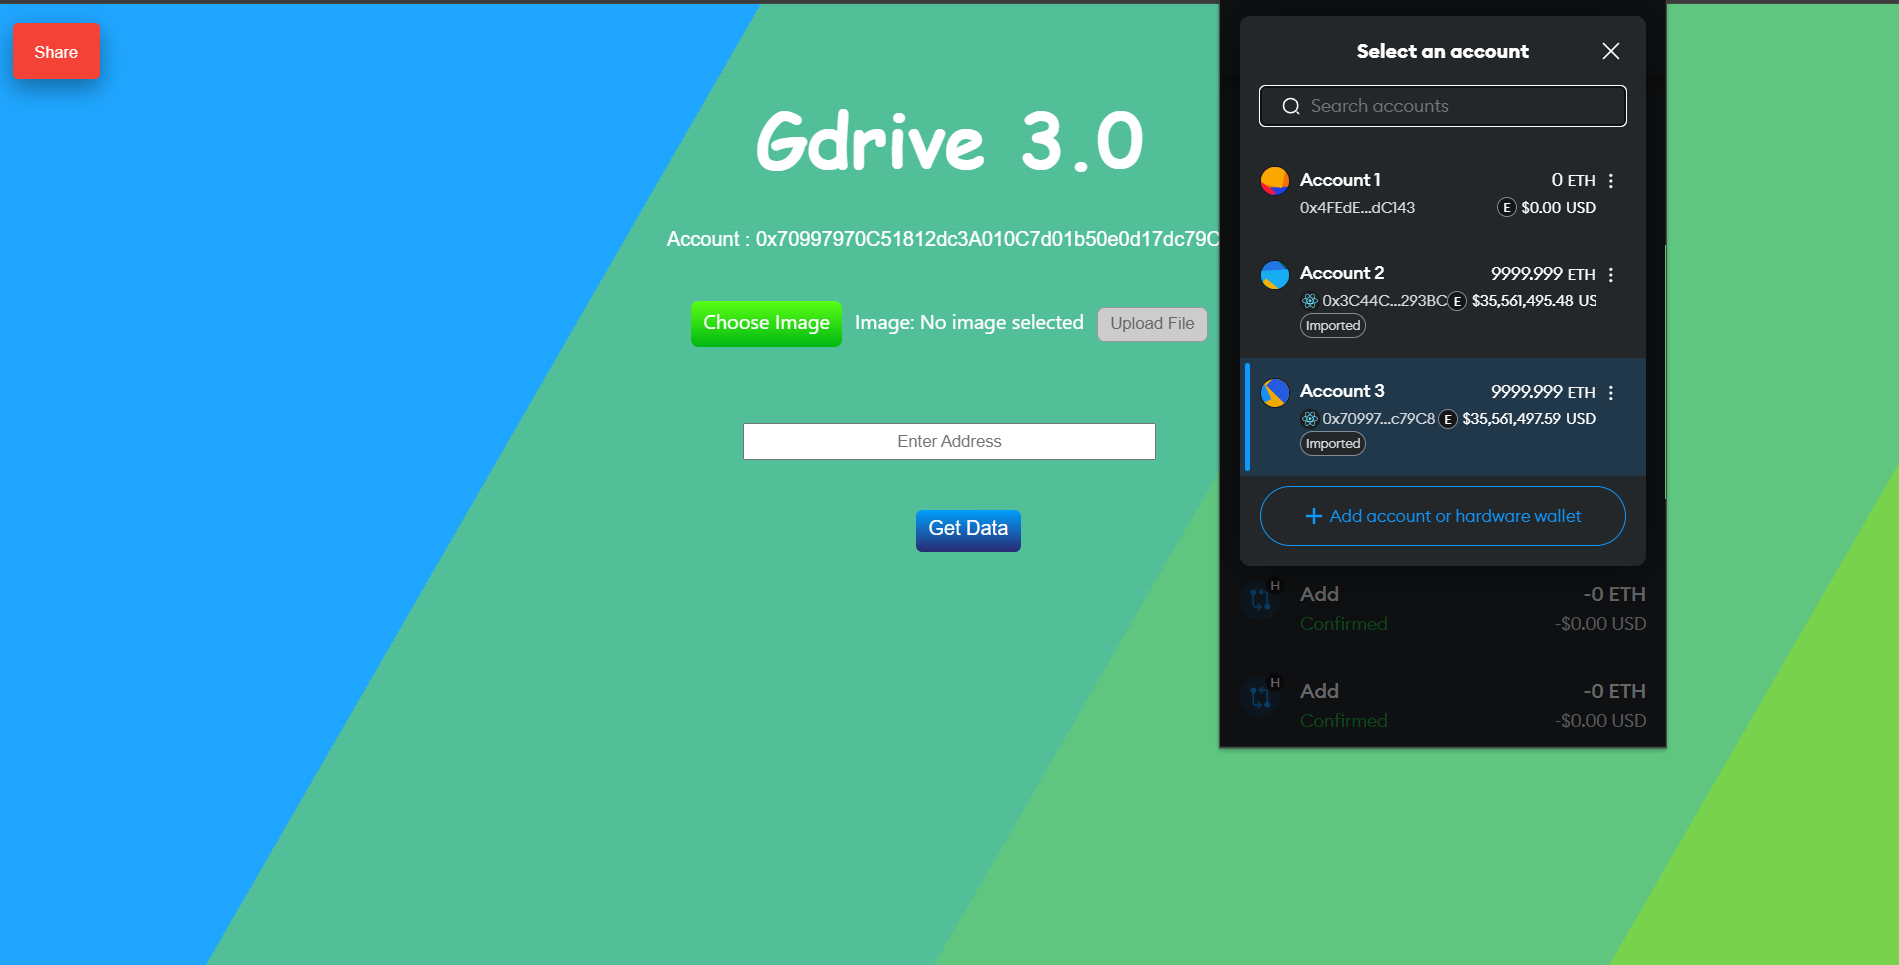 Share
Gdrive 3.0
Account : 0x70997970C51812dc3A010C7d01b50e0d17dc79C
Choose Image
Image: No image selected
Upload File
Enter Address
Get Data
Select an account
Search accounts
Account 1
0 ETH
0x4FEdE...dC143
E $0.00 USD
Account 2
9999.999 ETH
0x3C44C...293BC
E $35,561,495.48 US
Imported
Account 3
9999.999 ETH
0x70997...c79C8
E $35,561,497.59 USD
Imported
+ Add account or hardware wallet
H
Add
-0 ETH
Confirmed
-$0.00 USD
H
Add
-0 ETH
Confirmed
-$0.00 USD